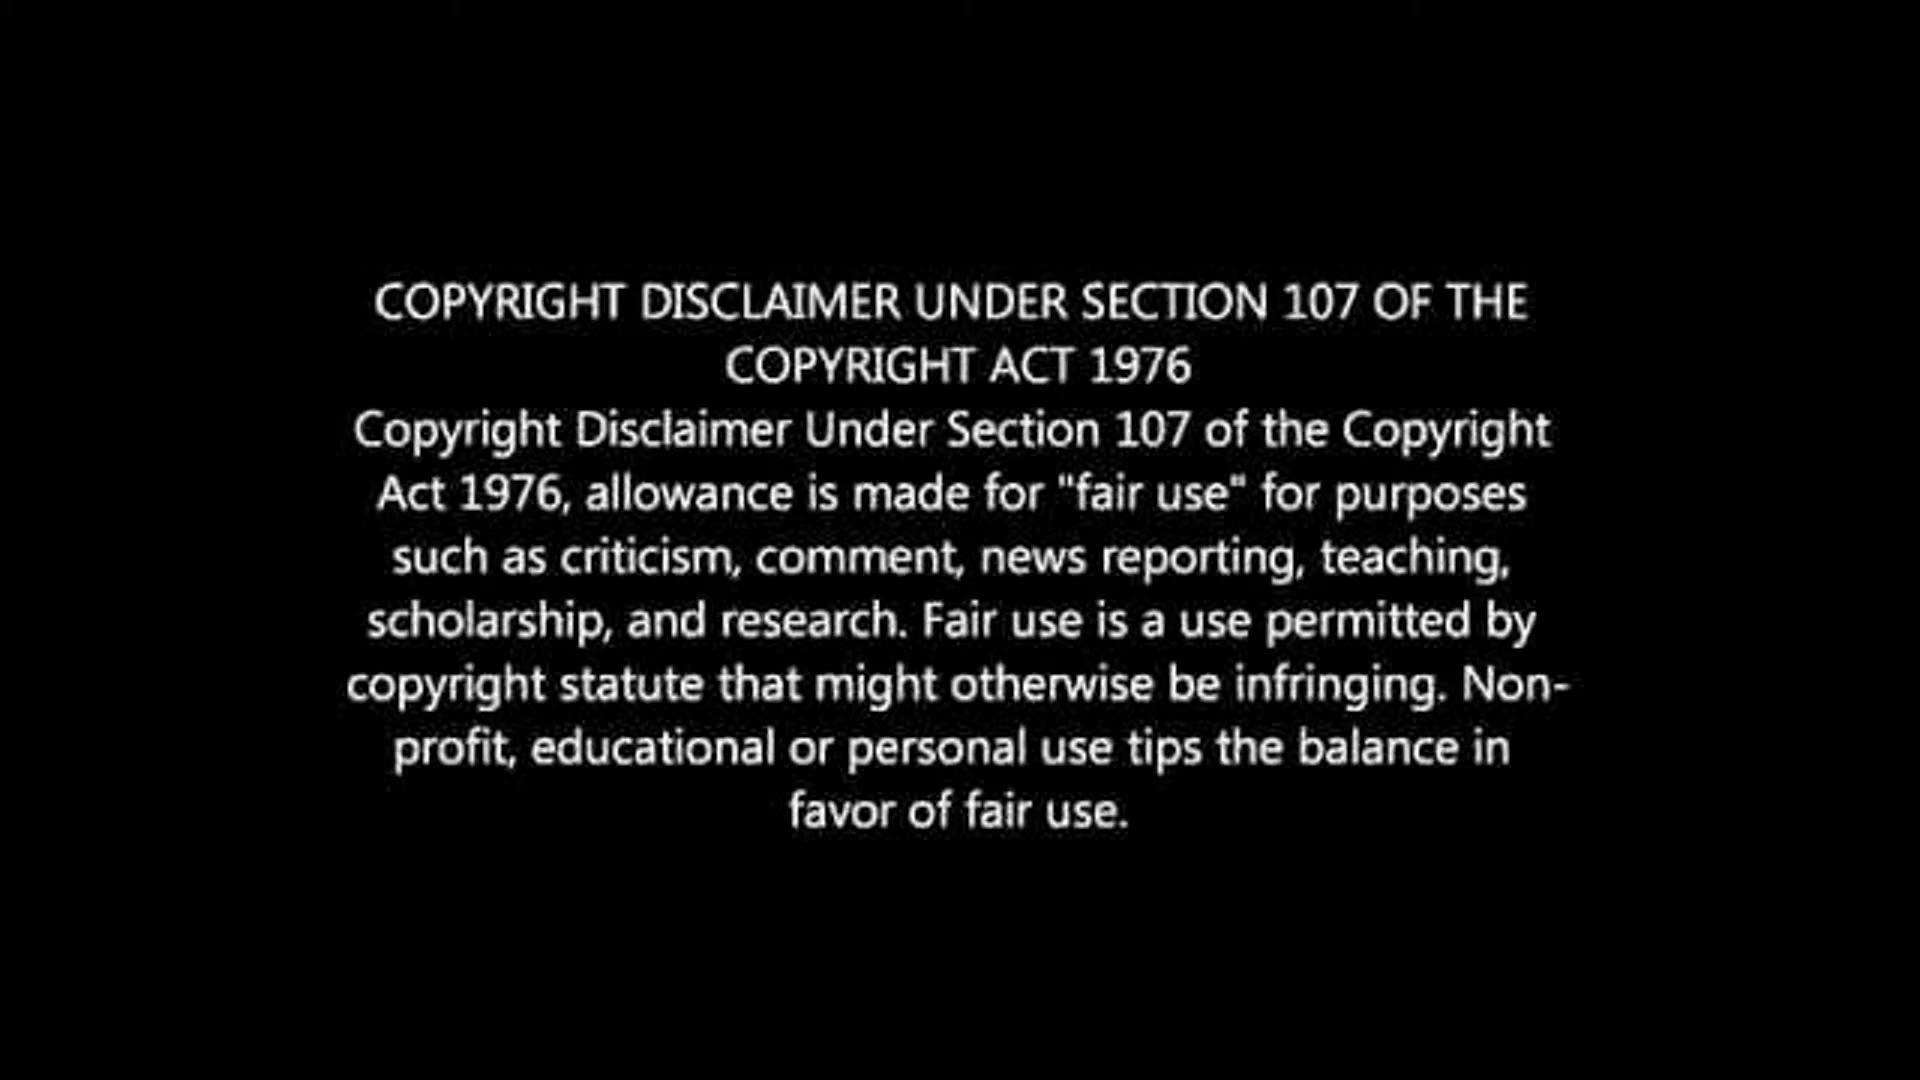 COPYRIGHT DISCLAIMER UNDER SECTION 107 OF THE
COPYRIGHT ACT 1976
Copyright Disclaimer Under Section 107 of the Copyright
Act 1976, allowance is made for "fair use" for purposes
such as criticism, comment, news reporting, teaching,
scholarship, and research. Fair use is a use permitted by
copyright statute that might otherwise be infringing. Non-
profit, educational or personal use tips the balance in
favor of fair use.